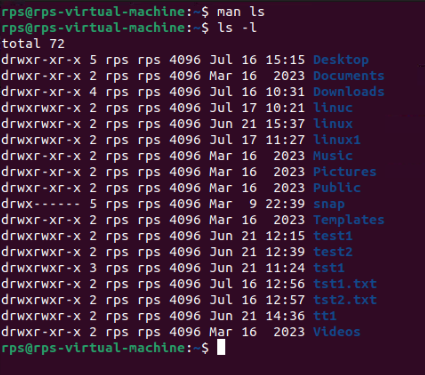 rps@rps-virtual-machine:~$ man ls
rps@rps-virtual-machine:~$ ls -l
total 72
drwxr-xr-x 5 rps rps 4096 Jul 16 15:15 Desktop
drwxr-xr-x 2 rps rps 4096 Mar 16  2023 Documents
drwxr-xr-x 4 rps rps 4096 Jul 16 10:31 Downloads
drwxrwxr-x 2 rps rps 4096 Jul 17 10:21 linuc
drwxrwxr-x 2 rps rps 4096 Jun 21 15:37 linux
drwxrwxr-x 2 rps rps 4096 Jul 17 11:27 linux1
drwxr-xr-x 2 rps rps 4096 Mar 16  2023 Music
drwxr-xr-x 2 rps rps 4096 Mar 16  2023 Pictures
drwxr-xr-x 2 rps rps 4096 Mar 16  2023 Public
drwx------ 5 rps rps 4096 Mar  9 22:39 snap
drwxr-xr-x 2 rps rps 4096 Mar 16  2023 Templates
drwxrwxr-x 2 rps rps 4096 Jun 21 12:15 test1
drwxrwxr-x 2 rps rps 4096 Jun 21 12:39 test2
drwxrwxr-x 3 rps rps 4096 Jun 21 11:24 tst1
drwxrwxr-x 2 rps rps 4096 Jul 16 12:56 tst1.txt
drwxrwxr-x 2 rps rps 4096 Jul 16 12:57 tst2.txt
drwxrwxr-x 2 rps rps 4096 Jun 21 14:36 tt1
drwxr-xr-x 2 rps rps 4096 Mar 16  2023 Videos
rps@rps-virtual-machine:~$